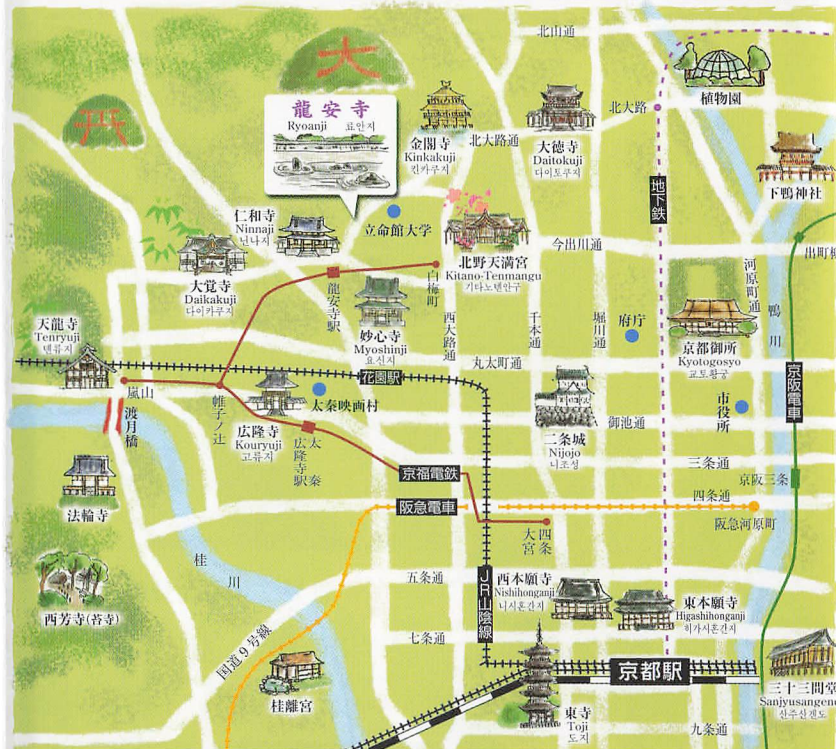 北山通
大
植物園
龍安寺
Ryoanji 료안지
北大路
金閣寺
Kinkakuji
킨카쿠지
北大路通
大徳寺
Daitokuji
다이토쿠지
地下鉄
下鴨神社
仁和寺
Ninnaji
닌나지
立命館大学
北野天満宮
Kitano-Tenmangu
기타노텐안구
今出川通
出町柳
大覚寺
Daikakuji
다이카쿠지
龍安寺駅
白梅町
河原町通
鴨川
天龍寺
Tenryuji
텐류지
妙心寺
Myoshinji
묘신지
西大路通
千本通
堀川通
府庁
京都御所
Kyotogosyo
교토황궁
丸太町通
花園駅
京阪電車
嵐山
渡月橋
帷子ノ辻
太秦映画村
広隆寺
Kouryuji
고류지
太秦広隆寺駅
二条城
Nijojo
니조성
御池通
市役所
三条通
京福電鉄
京阪三条
四条通
法輪寺
阪急電車
阪急河原町
四条大宮
桂川
五条通
西芳寺(苔寺)
JR山陰線
西本願寺
Nishihonganji
니시혼간지
東本願寺
Higashihonganji
히가시혼간지
七条通
国道9号線
京都駅
桂離宮
東寺
Toji
도지
三十三間堂
Sanjyusangend
산주산겐도
九条通